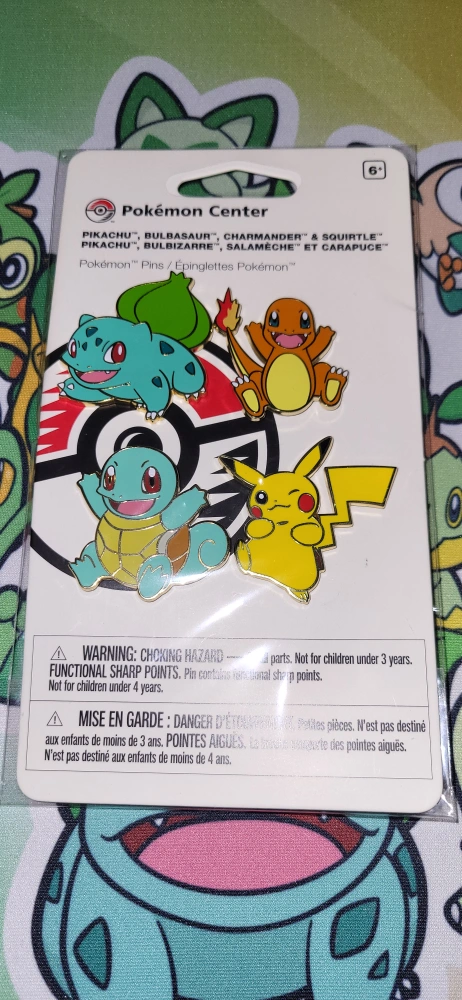 6+
Pokémon Center
PIKACHU™, BULBASAUR™, CHARMANDER™ & SQUIRTLE™
PIKACHU™, BULBIZARRE™, SALAMÈCHE™ ET CARAPUCE™
Pokémon™ Pins / Épinglettes Pokémon™
WARNING: CHOKING HAZARD — parts. Not for children under 3 years.
FUNCTIONAL SHARP POINTS. Pin contains functional sharp points.
Not for children under 4 years.
MISE EN GARDE : DANGER Petites pièces. N'est pas destiné
aux enfants de moins de 3 ans. POINTES AIGUËS. des pointes aiguës.
N'est pas destiné aux enfants de moins de 4 ans.